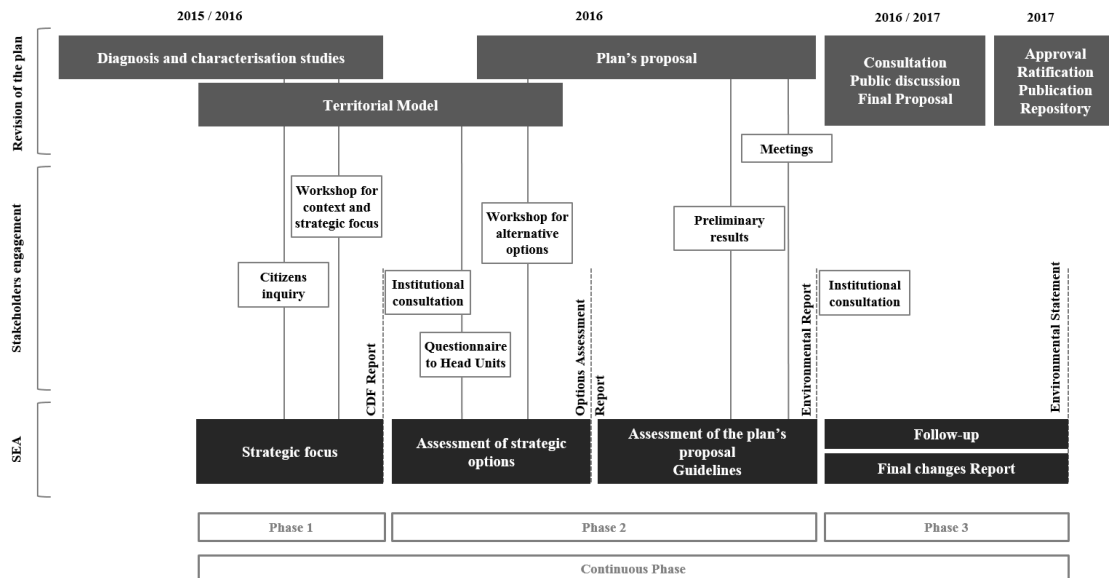 2015 / 2016
2016
2016 / 2017
2017
Revision of the plan
Diagnosis and characterisation studies
Plan's proposal
Consultation
Public discussion
Final Proposal
Approval
Ratification
Publication
Repository
Territorial Model
Stakeholders engagement
Meetings
Workshop for
context and
strategic focus
Workshop for
alternative
options
Preliminary
results
Citizens
inquiry
Institutional
consultation
Institutional
consultation
Questionnaire
to Head Units
CDF Report
Options Assessment
Report
Environmental Report
Environmental Statement
SEA
Strategic focus
Assessment of strategic
options
Assessment of the plan's
proposal
Guidelines
Follow-up
Final changes Report
Phase 1
Phase 2
Phase 3
Continuous Phase